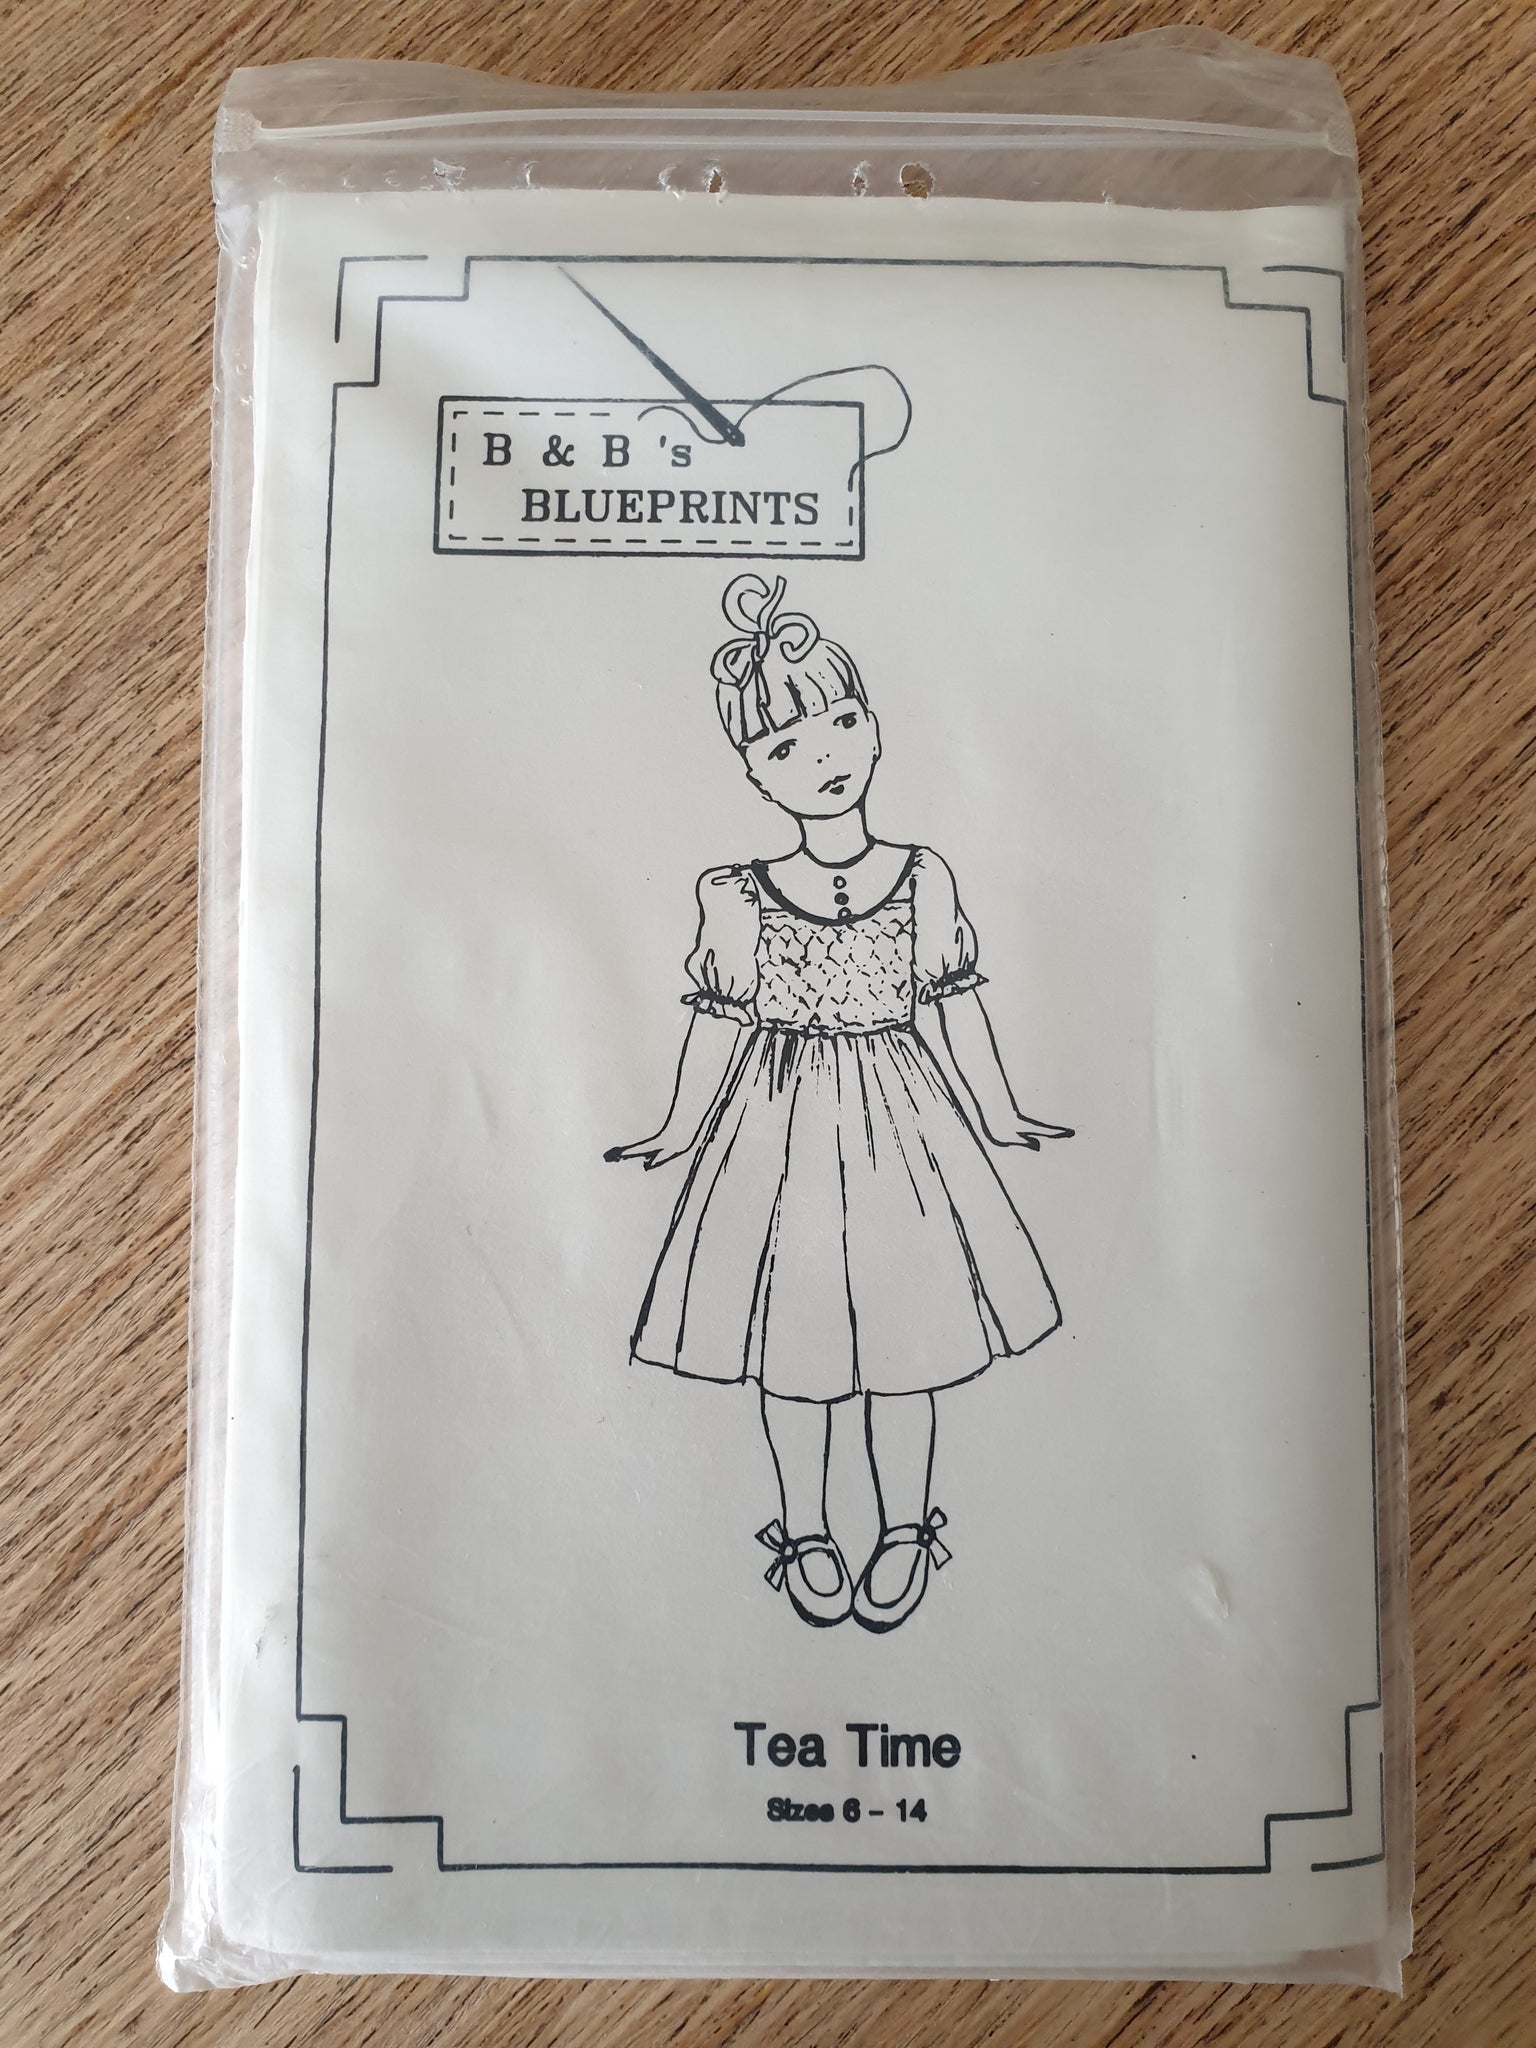 B & B 's
BLUEPRINTS
Tea Time
Sizes 6 - 14